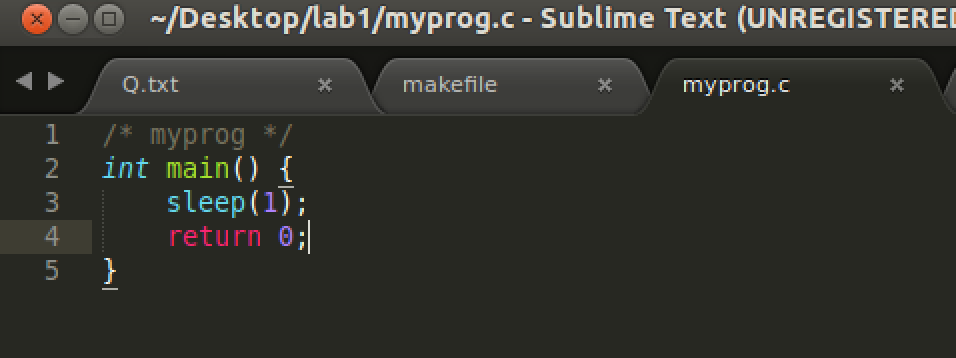 ~/Desktop/lab1/myprog.c - Sublime Text (UNREGISTERED
Q.txt × makefile × myprog.c ×
1 /* myprog */
2 int main() {
3     sleep(1);
4     return 0;
5 }